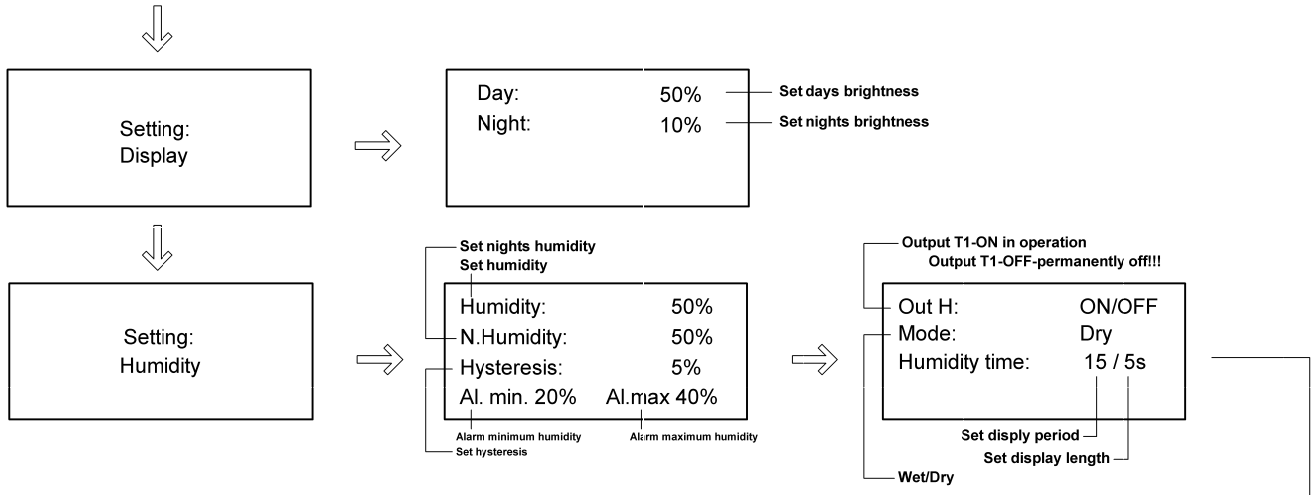 Setting:
Display
Day: 50%
Night: 10%
Set days brightness
Set nights brightness
Setting:
Humidity
Set nights humidity
Set humidity
Humidity: 50%
N.Humidity: 50%
Hysteresis: 5%
Al. min. 20% Al.max 40%
Alarm minimum humidity
Alarm maximum humidity
Set hysteresis
Output T1-ON in operation
Output T1-OFF-permanently off!!!
Out H: ON/OFF
Mode: Dry
Humidity time: 15 / 5s
Set disply period
Set display length
Wet/Dry